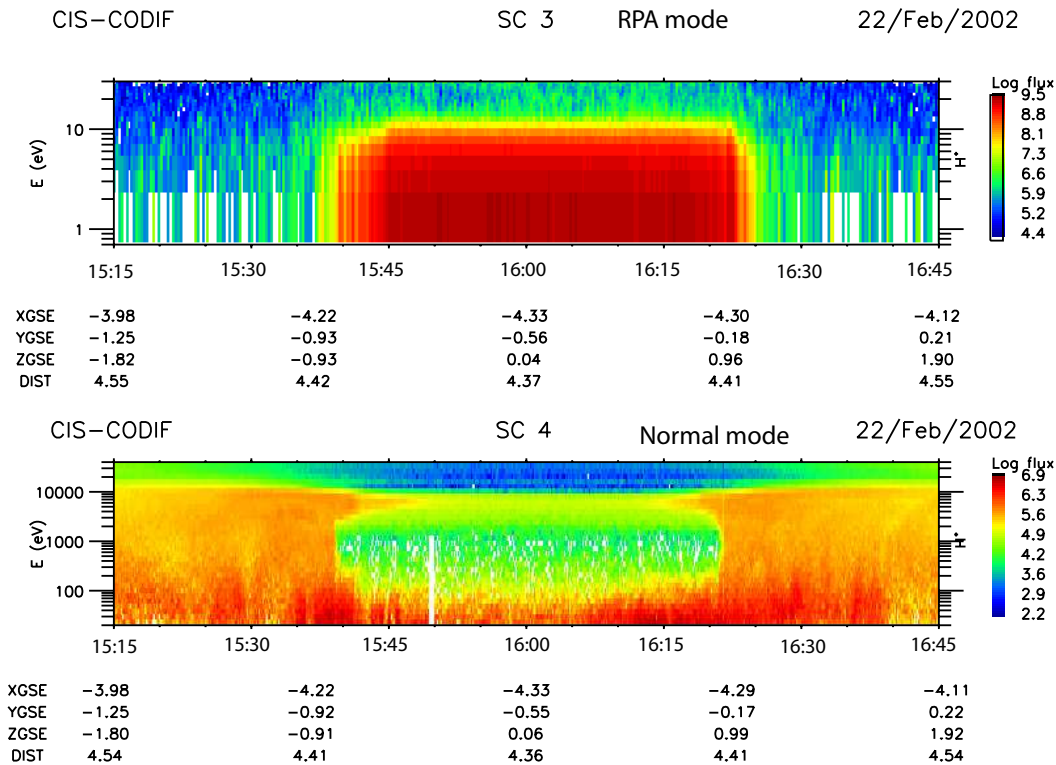 CIS-CODIF SC 3 RPA mode 22/Feb/2002
Log flux
9.5
8.8
8.1
7.3
6.6
5.9
5.2
4.4
E (eV)
10
1
H+
15:15 15:30 15:45 16:00 16:15 16:30 16:45
XGSE -3.98 -4.22 -4.33 -4.30 -4.12
YGSE -1.25 -0.93 -0.56 -0.18 0.21
ZGSE -1.82 -0.93 0.04 0.96 1.90
DIST 4.55 4.42 4.37 4.41 4.55
CIS-CODIF SC 4 Normal mode 22/Feb/2002
Log flux
6.9
6.3
5.6
4.9
4.2
3.6
2.9
2.2
E (eV)
10000
1000
100
H+
15:15 15:30 15:45 16:00 16:15 16:30 16:45
XGSE -3.98 -4.22 -4.33 -4.29 -4.11
YGSE -1.25 -0.92 -0.55 -0.17 0.22
ZGSE -1.80 -0.91 0.06 0.99 1.92
DIST 4.54 4.41 4.36 4.41 4.54